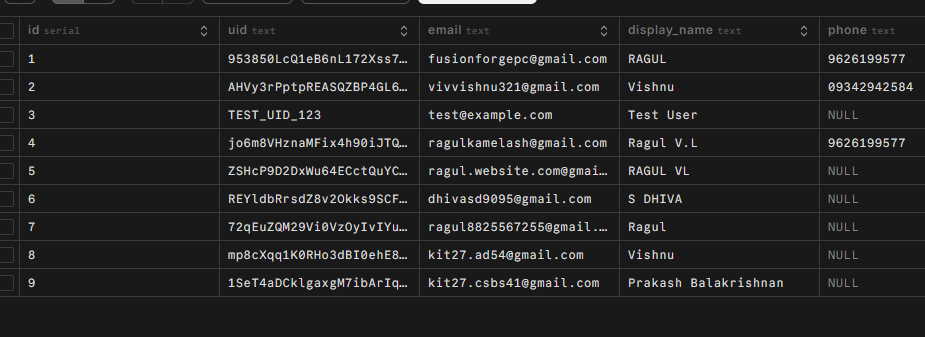 id serial uid text email text display_name text phone text
1 953850LcQ1eB6nL172Xss7… fusionforgepc@gmail.com RAGUL 9626199577
2 AHVy3rPptpREASQZBP4GL6… vivvishnu321@gmail.com Vishnu 09342942584
3 TEST_UID_123 test@example.com Test User NULL
4 jo6m8VHznaMFix4h90iJTQ… ragulkamelash@gmail.com Ragul V.L 9626199577
5 ZSHcP9D2DxWu64ECctQuYC… ragul.website.com@gmai… RAGUL VL NULL
6 REYldbRrsdZ8v2Okks9SCF… dhivasd9095@gmail.com S DHIVA NULL
7 72qEuZQM29Vi0VzOyIvIYu… ragul8825567255@gmail.… Ragul NULL
8 mp8cXqq1K0RHo3dBI0ehE8… kit27.ad54@gmail.com Vishnu NULL
9 1SeT4aDCklgaxgM7ibArIq… kit27.csbs41@gmail.com Prakash Balakrishnan NULL